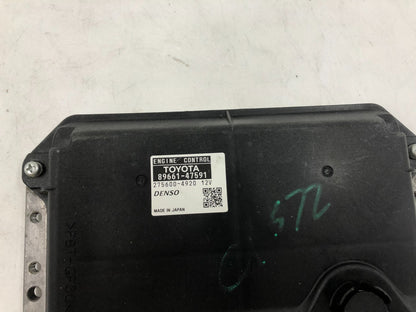 ENGINE CONTROL
TOYOTA
89661-47591
275600-4920 12V
DENSO
MADE IN JAPAN